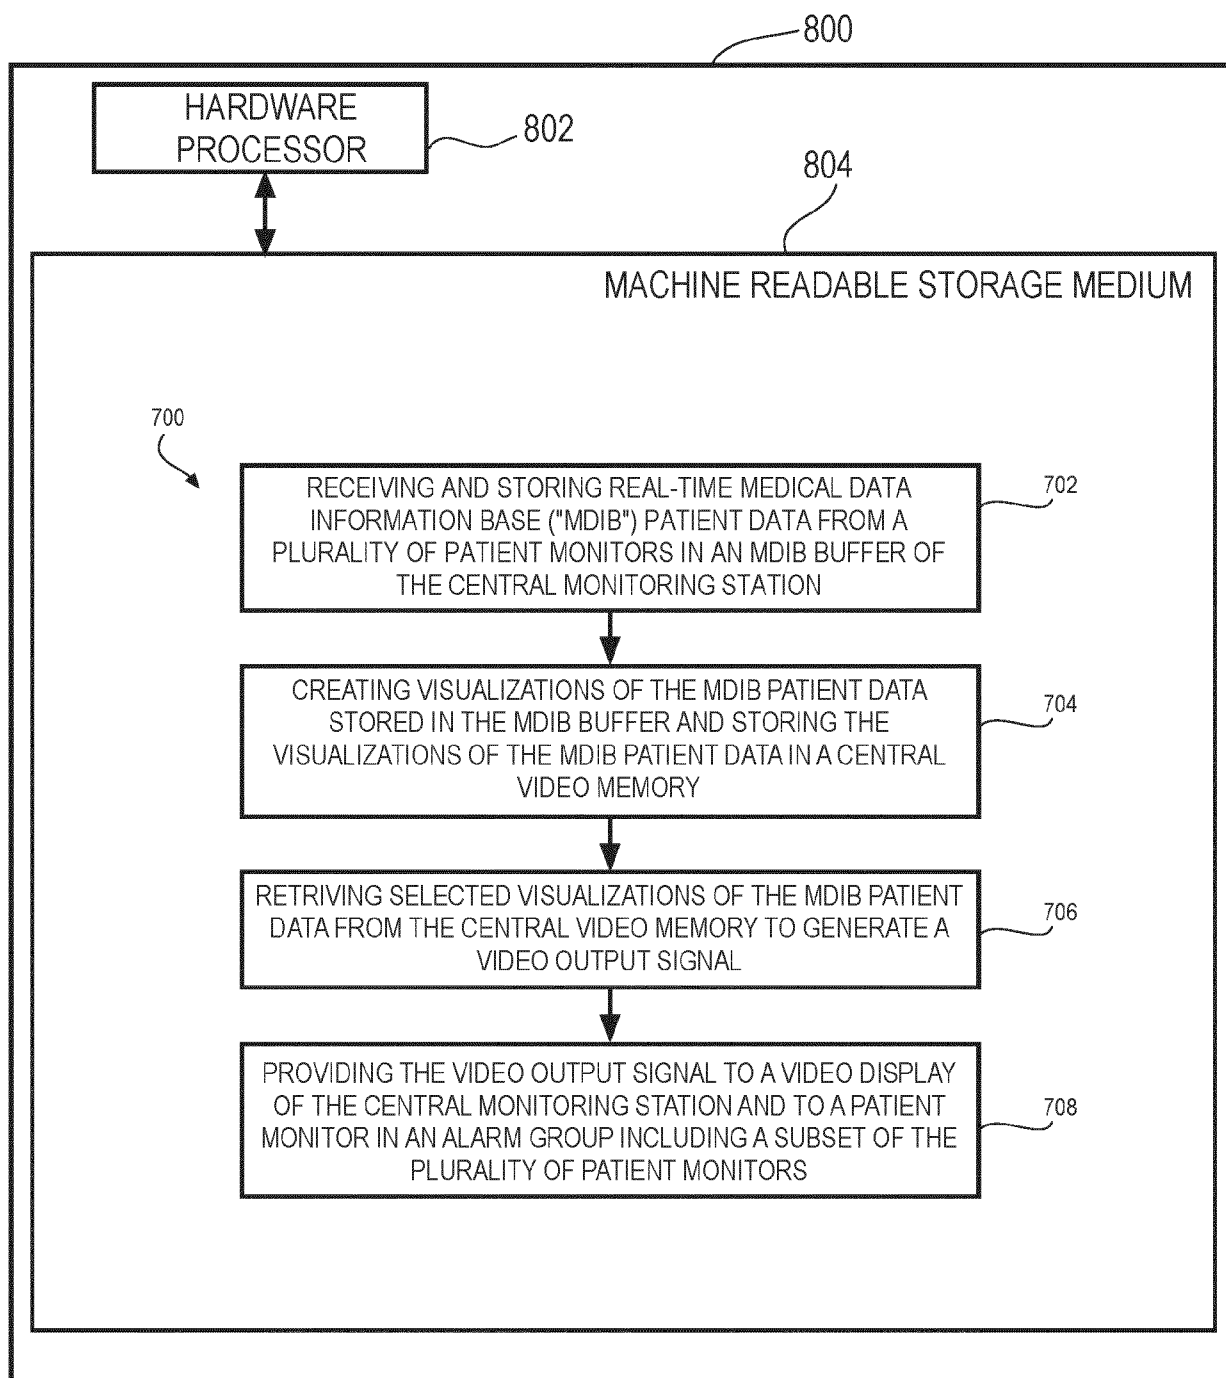 800
HARDWARE
PROCESSOR
802
804
MACHINE READABLE STORAGE MEDIUM
700
RECEIVING AND STORING REAL-TIME MEDICAL DATA
INFORMATION BASE ("MDIB") PATIENT DATA FROM A
PLURALITY OF PATIENT MONITORS IN AN MDIB BUFFER OF
THE CENTRAL MONITORING STATION
702
CREATING VISUALIZATIONS OF THE MDIB PATIENT DATA
STORED IN THE MDIB BUFFER AND STORING THE
VISUALIZATIONS OF THE MDIB PATIENT DATA IN A CENTRAL
VIDEO MEMORY
704
RETRIVING SELECTED VISUALIZATIONS OF THE MDIB PATIENT
DATA FROM THE CENTRAL VIDEO MEMORY TO GENERATE A
VIDEO OUTPUT SIGNAL
706
PROVIDING THE VIDEO OUTPUT SIGNAL TO A VIDEO DISPLAY
OF THE CENTRAL MONITORING STATION AND TO A PATIENT
MONITOR IN AN ALARM GROUP INCLUDING A SUBSET OF THE
PLURALITY OF PATIENT MONITORS
708